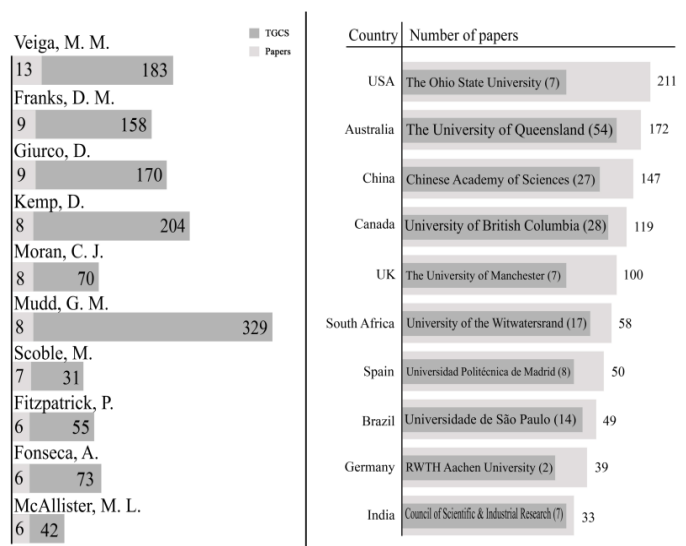 TGCS
Papers
Veiga, M. M.
13 183
Franks, D. M.
9 158
Giurco, D.
9 170
Kemp, D.
8 204
Moran, C. J.
8 70
Mudd, G. M.
8 329
Scoble, M.
7 31
Fitzpatrick, P.
6 55
Fonseca, A.
6 73
McAllister, M. L.
6 42
Country Number of papers
USA The Ohio State University (7) 211
Australia The University of Queensland (54) 172
China Chinese Academy of Sciences (27) 147
Canada University of British Columbia (28) 119
UK The University of Manchester (7) 100
South Africa University of the Witwatersrand (17) 58
Spain Universidad Politécnica de Madrid (8) 50
Brazil Universidade de São Paulo (14) 49
Germany RWTH Aachen University (2) 39
India Council of Scientific & Industrial Research (7) 33